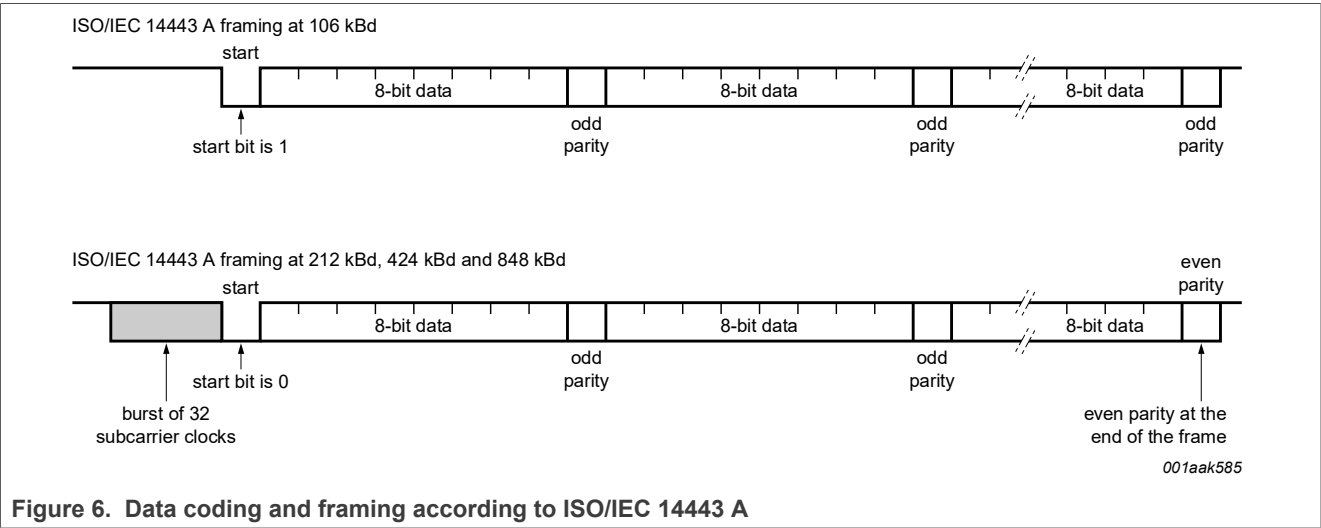 ISO/IEC 14443 A framing at 106 kBd
start
8-bit data
8-bit data
8-bit data
odd
parity
odd
parity
odd
parity
start bit is 1
ISO/IEC 14443 A framing at 212 kBd, 424 kBd and 848 kBd
even
parity
start
8-bit data
8-bit data
8-bit data
odd
parity
odd
parity
start bit is 0
burst of 32
subcarrier clocks
even parity at the
end of the frame
001aak585
Figure 6. Data coding and framing according to ISO/IEC 14443 A